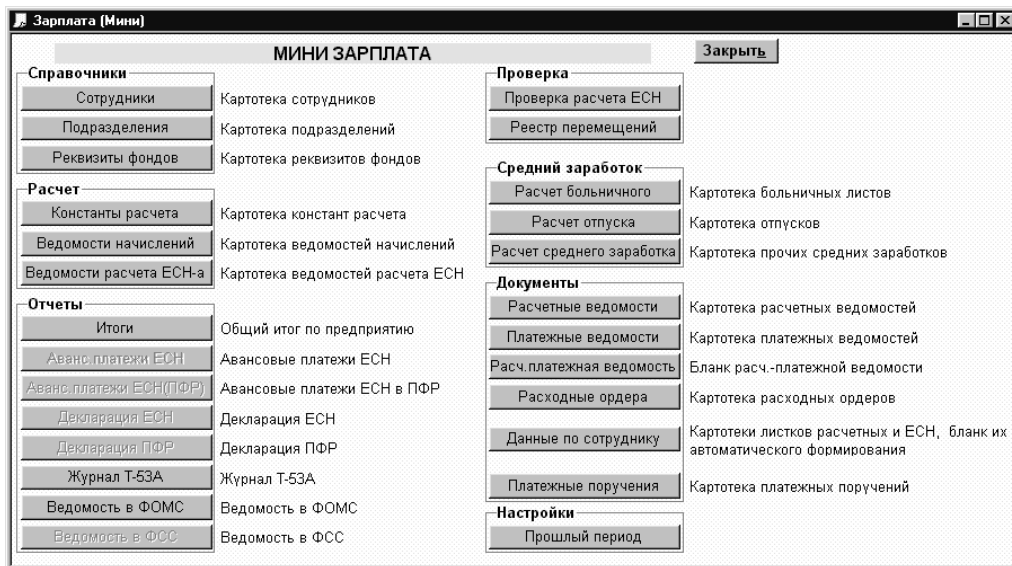 Зарплата (Мини)
МИНИ ЗАРПЛАТА
Закрыть
Справочники
Сотрудники Картотека сотрудников
Подразделения Картотека подразделений
Реквизиты фондов Картотека реквизитов фондов
Расчет
Константы расчета Картотека констант расчета
Ведомости начислений Картотека ведомостей начислений
Ведомости расчета ЕСН-а Картотека ведомостей расчета ЕСН
Отчеты
Итоги Общий итог по предприятию
Аванс.платежи ЕСН Авансовые платежи ЕСН
Аванс.платежи ЕСН(ПФР) Авансовые платежи ЕСН в ПФР
Декларация ЕСН Декларация ЕСН
Декларация ПФР Декларация ПФР
Журнал Т-53А Журнал Т-53А
Ведомость в ФОМС Ведомость в ФОМС
Ведомость в ФСС Ведомость в ФСС
Проверка
Проверка расчета ЕСН
Реестр перемещений
Средний заработок
Расчет больничного Картотека больничных листов
Расчет отпуска Картотека отпусков
Расчет среднего заработка Картотека прочих средних заработков
Документы
Расчетные ведомости Картотека расчетных ведомостей
Платежные ведомости Картотека платежных ведомостей
Расч.платежная ведомость Бланк расч.-платежной ведомости
Расходные ордера Картотека расходных ордеров
Данные по сотруднику Картотеки листков расчетных и ЕСН, бланк их
автоматического формирования
Платежные поручения Картотека платежных поручений
Настройки
Прошлый период